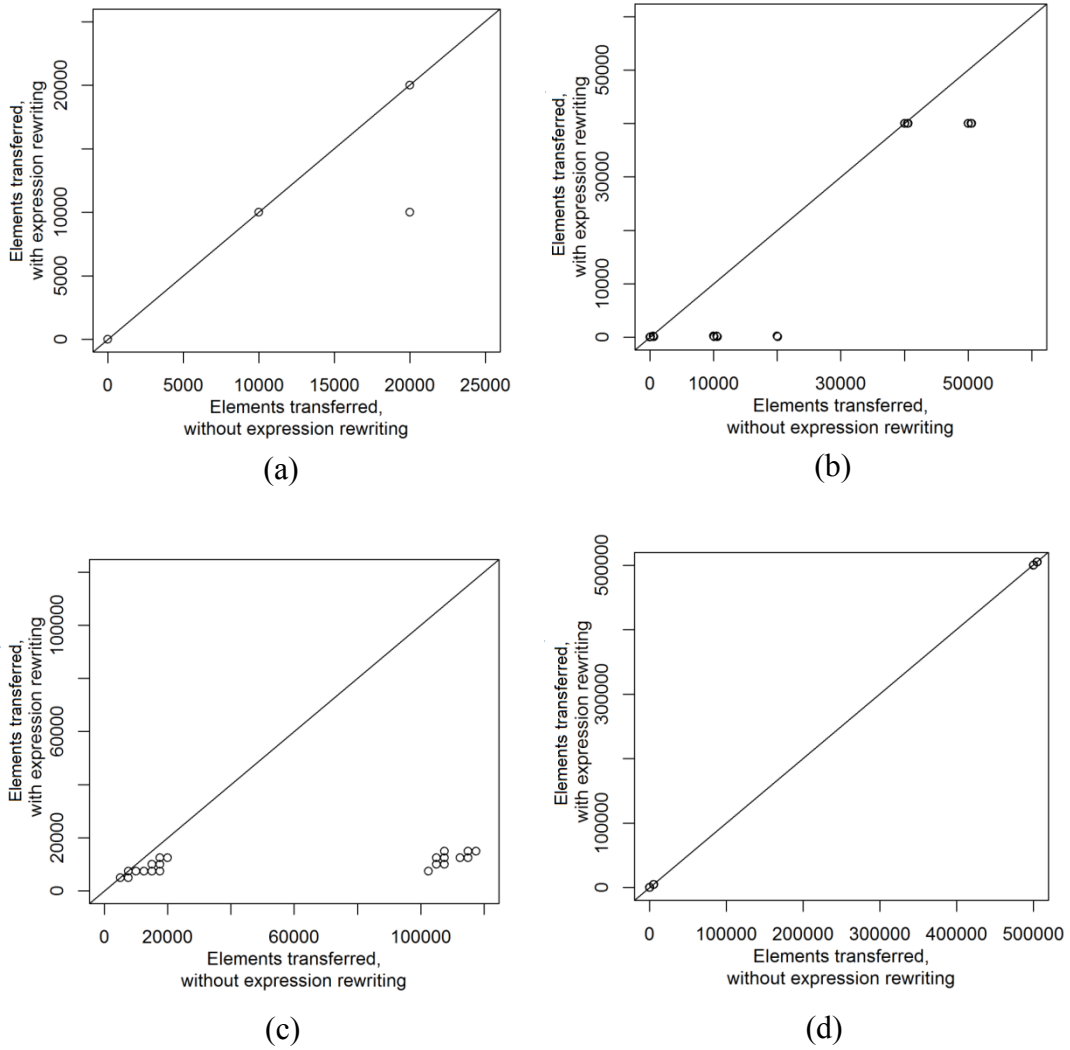 Elements transferred,
with expression rewriting
20000
10000
5000
0
0
5000
10000
15000
20000
25000
Elements transferred,
without expression rewriting
(a)
Elements transferred,
with expression rewriting
50000
30000
10000
0
0
10000
30000
50000
Elements transferred,
without expression rewriting
(b)
Elements transferred,
with expression rewriting
100000
60000
20000
0
0
20000
60000
100000
Elements transferred,
without expression rewriting
(c)
Elements transferred,
with expression rewriting
500000
300000
100000
0
0
100000
200000
300000
400000
500000
Elements transferred,
without expression rewriting
(d)